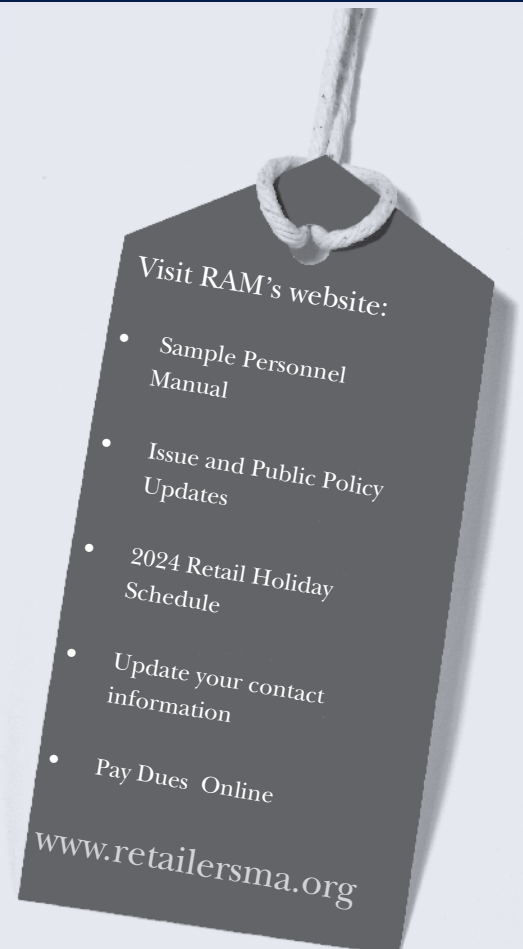 Visit RAM’s website:
• Sample Personnel
Manual
• Issue and Public Policy
Updates
• 2024 Retail Holiday
Schedule
• Update your contact
information
• Pay Dues Online
www.retailersma.org